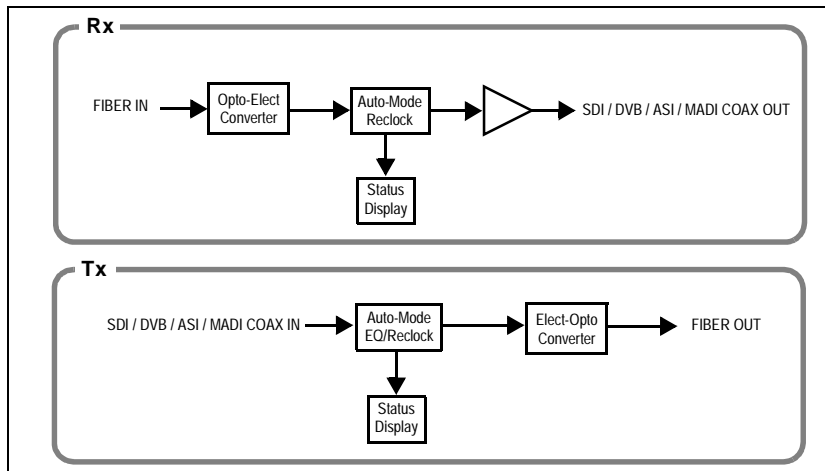 Rx
FIBER IN
Opto-Elect
Converter
Auto-Mode
Reclock
SDI / DVB / ASI / MADI COAX OUT
Status
Display
Tx
SDI / DVB / ASI / MADI COAX IN
Auto-Mode
EQ/Reclock
Elect-Opto
Converter
FIBER OUT
Status
Display